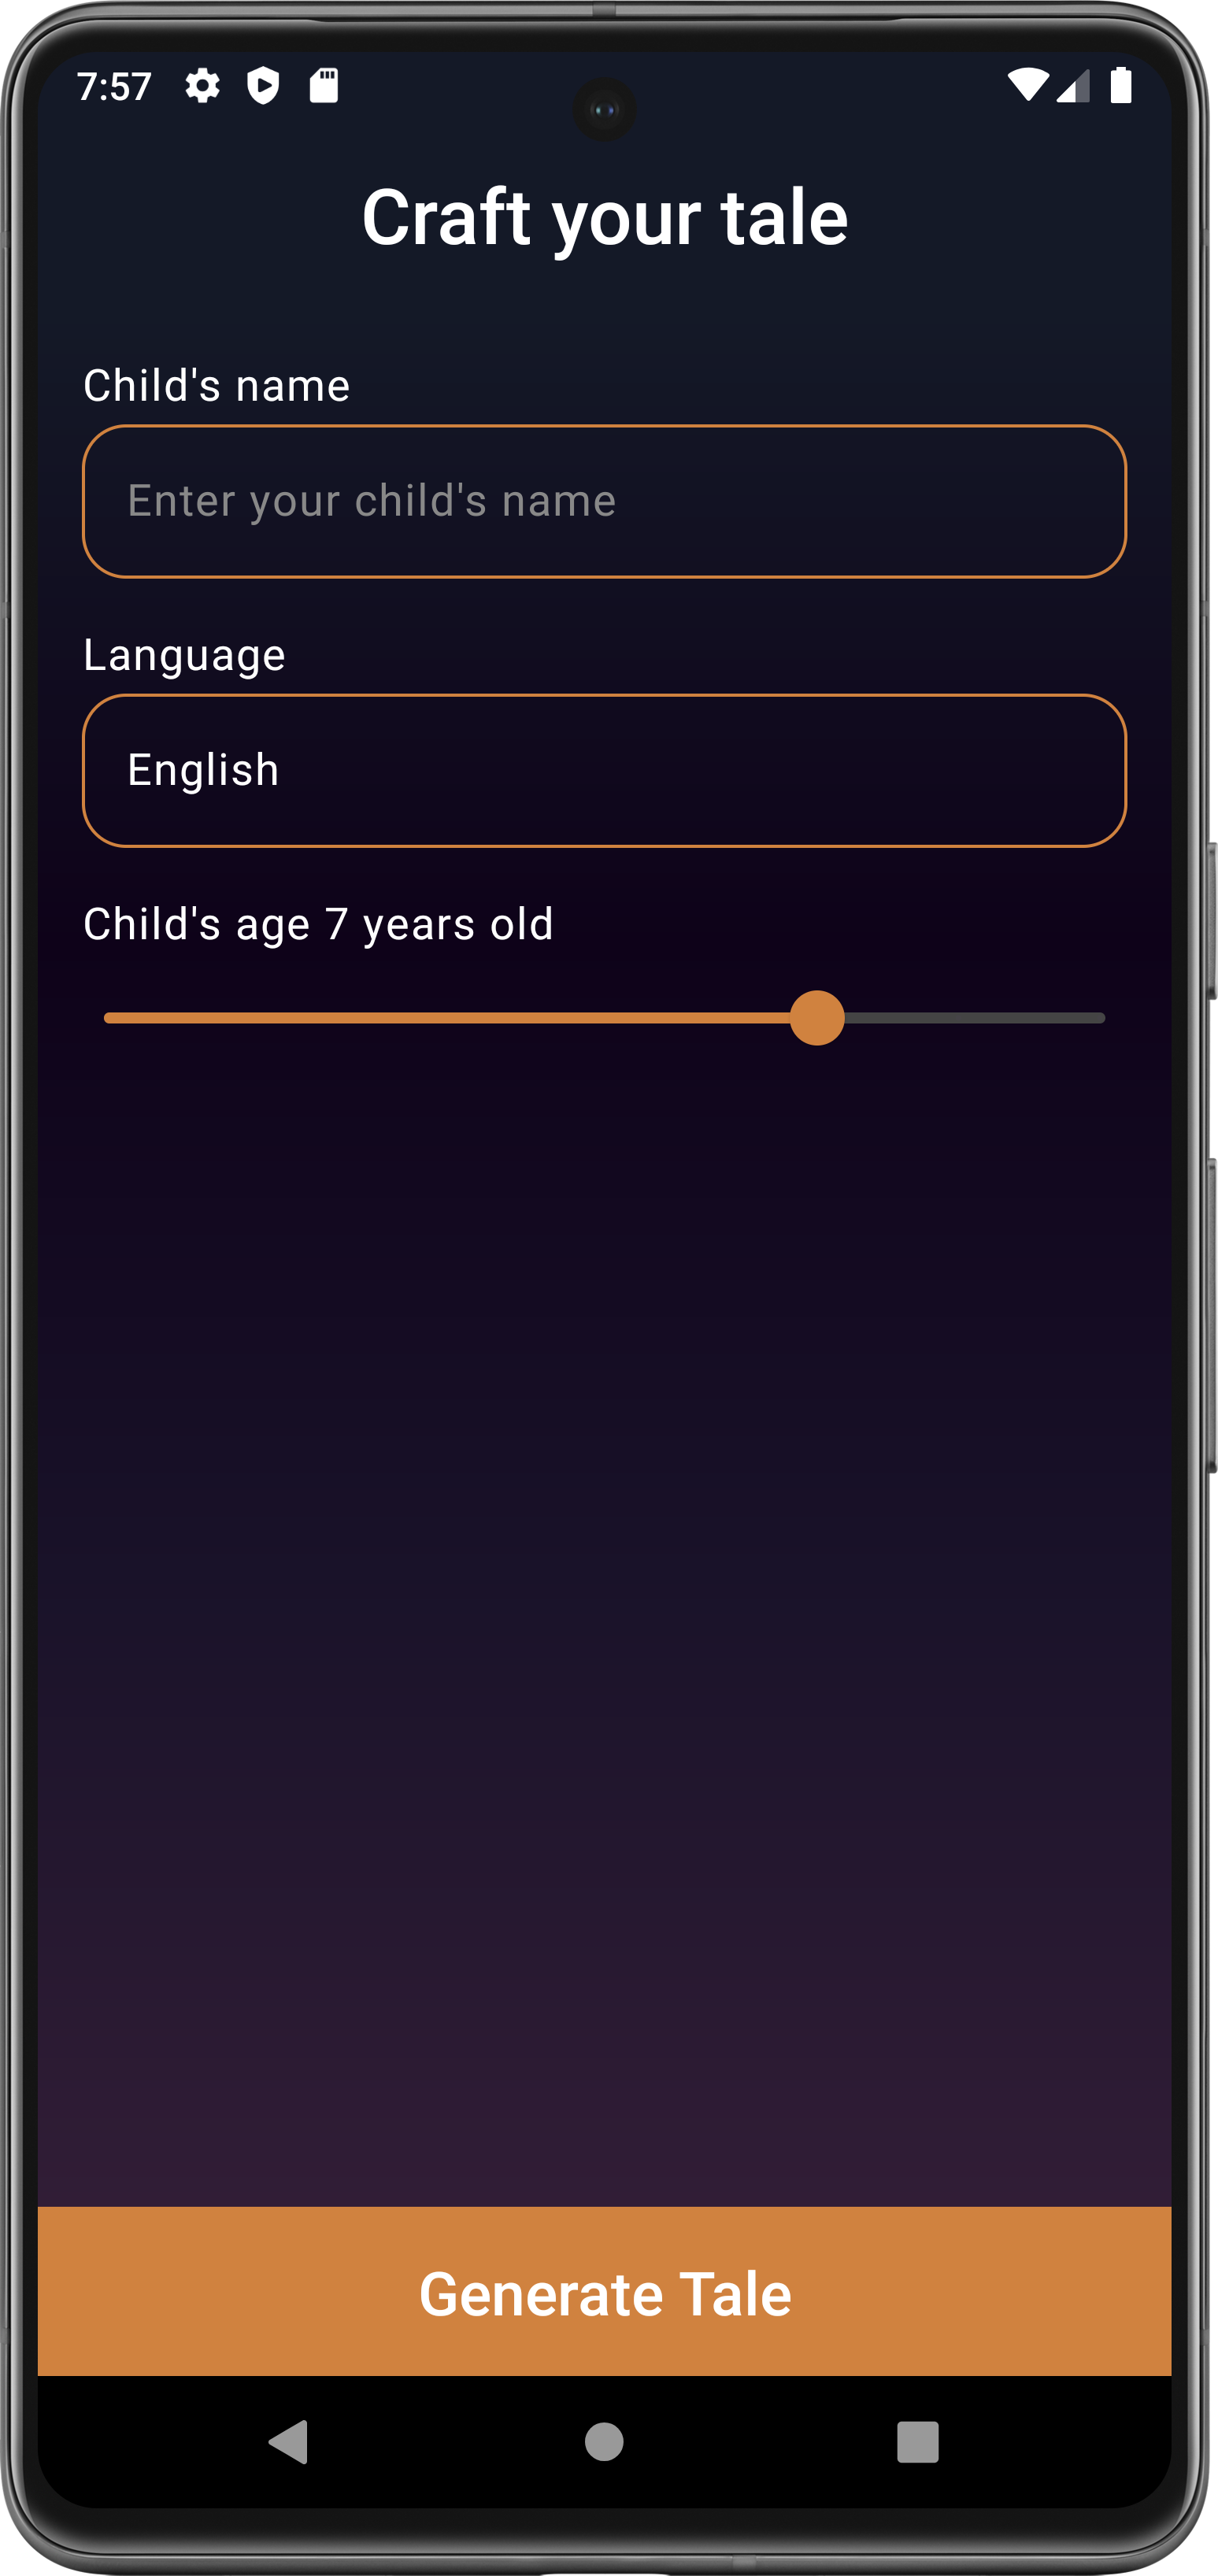 7:57
Craft your tale
Child's name
Enter your child's name
Language
English
Child's age 7 years old
Generate Tale